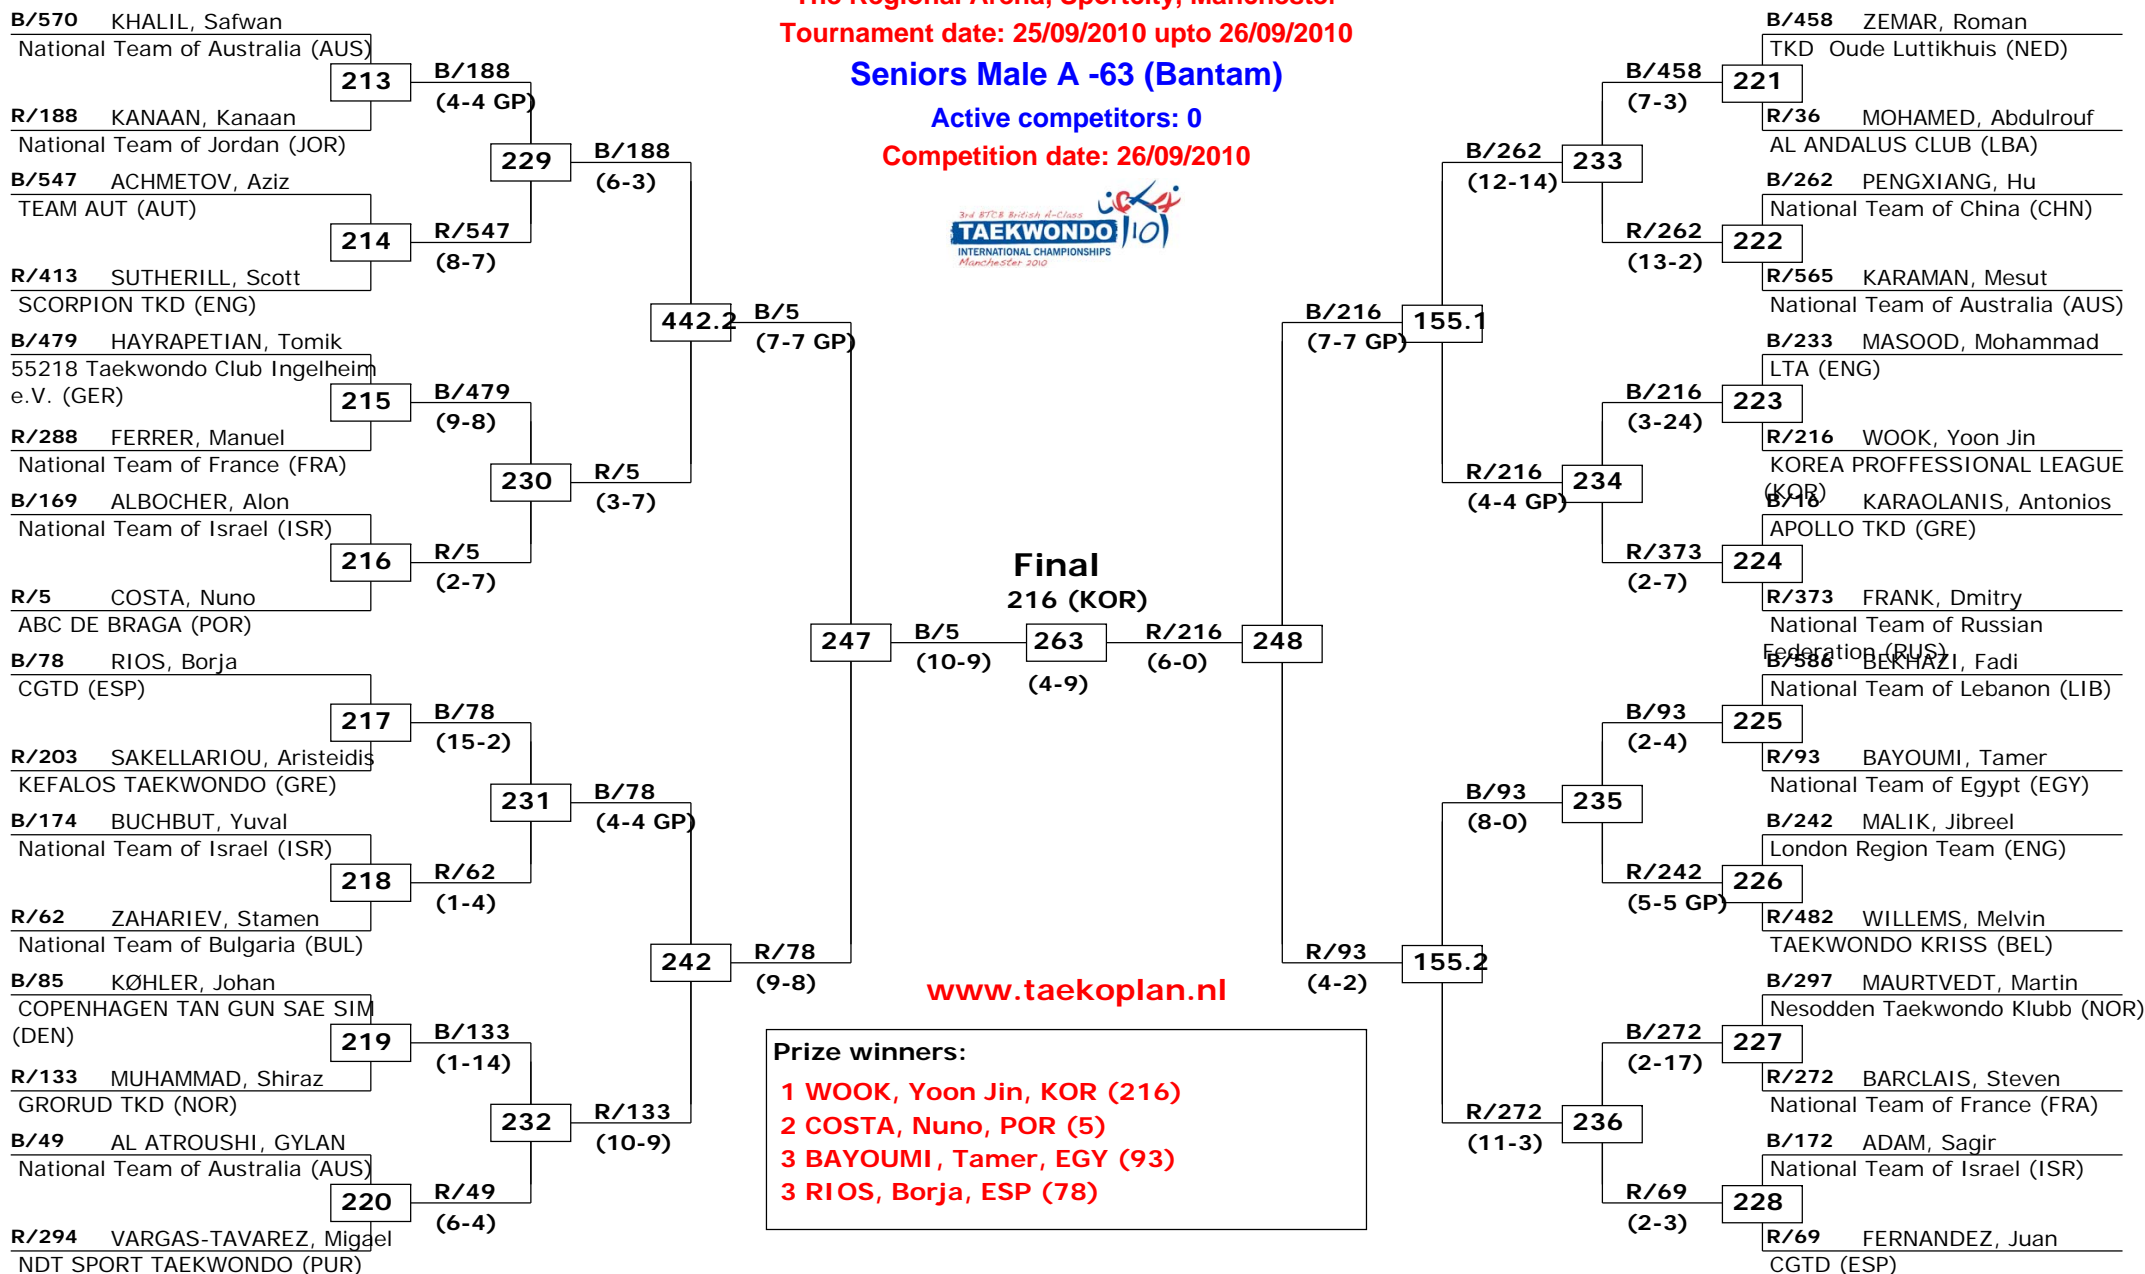 The Regional Arena, Sportcity, Manchester
Tournament date: 25/09/2010 upto 26/09/2010
Seniors Male A -63 (Bantam)
Active competitors: 0
Competition date: 26/09/2010
3rd BTCB British A-Class
TAEKWONDO
INTERNATIONAL CHAMPIONSHIPS
Manchester 2010
B/570 KHALIL, Safwan
National Team of Australia (AUS)
213
B/188
(4-4 GP)
R/188 KANAAN, Kanaan
National Team of Jordan (JOR)
229
B/188
(6-3)
B/547 ACHMETOV, Aziz
TEAM AUT (AUT)
214
R/547
(8-7)
R/413 SUTHERILL, Scott
SCORPION TKD (ENG)
442.2
B/5
(7-7 GP)
B/479 HAYRAPETIAN, Tomik
55218 Taekwondo Club Ingelheim
e.V. (GER)
215
B/479
(9-8)
R/288 FERRER, Manuel
National Team of France (FRA)
230
R/5
(3-7)
B/169 ALBOCHER, Alon
National Team of Israel (ISR)
216
R/5
(2-7)
R/5 COSTA, Nuno
ABC DE BRAGA (POR)
247
B/5
(10-9)
B/78 RIOS, Borja
CGTD (ESP)
217
B/78
(15-2)
R/203 SAKELLARIOU, Aristeidis
KEFALOS TAEKWONDO (GRE)
231
B/78
(4-4 GP)
B/174 BUCHBUT, Yuval
National Team of Israel (ISR)
218
R/62
(1-4)
R/62 ZAHARIEV, Stamen
National Team of Bulgaria (BUL)
242
R/78
(9-8)
B/85 KØHLER, Johan
COPENHAGEN TAN GUN SAE SIM
(DEN)
219
B/133
(1-14)
R/133 MUHAMMAD, Shiraz
GRORUD TKD (NOR)
232
R/133
(10-9)
B/49 AL ATROUSHI, GYLAN
National Team of Australia (AUS)
220
R/49
(6-4)
R/294 VARGAS-TAVAREZ, Migael
NDT SPORT TAEKWONDO (PUR)
Final
216 (KOR)
263
(4-9)
R/216
(6-0)
248
B/458 ZEMAR, Roman
TKD Oude Luttikhuis (NED)
B/458
(7-3)
221
R/36 MOHAMED, Abdulrouf
AL ANDALUS CLUB (LBA)
B/262
(12-14)
233
B/262 PENGXIANG, Hu
National Team of China (CHN)
R/262
(13-2)
222
R/565 KARAMAN, Mesut
National Team of Australia (AUS)
B/216
(7-7 GP)
155.1
B/233 MASOOD, Mohammad
LTA (ENG)
B/216
(3-24)
223
R/216 WOOK, Yoon Jin
KOREA PROFFESSIONAL LEAGUE
(KOR)
R/216
(4-4 GP)
234
B/16 KARAOLANIS, Antonios
APOLLO TKD (GRE)
R/373
(2-7)
224
R/373 FRANK, Dmitry
National Team of Russian
Federation (RUS)
B/586 BEKHAZI, Fadi
National Team of Lebanon (LIB)
B/93
(2-4)
225
R/93 BAYOUMI, Tamer
National Team of Egypt (EGY)
B/93
(8-0)
235
B/242 MALIK, Jibreel
London Region Team (ENG)
R/242
(5-5 GP)
226
R/482 WILLEMS, Melvin
TAEKWONDO KRISS (BEL)
R/93
(4-2)
155.2
B/297 MAURTVEDT, Martin
Nesodden Taekwondo Klubb (NOR)
B/272
(2-17)
227
R/272 BARCLAIS, Steven
National Team of France (FRA)
R/272
(11-3)
236
B/172 ADAM, Sagir
National Team of Israel (ISR)
R/69
(2-3)
228
R/69 FERNANDEZ, Juan
CGTD (ESP)
www.taekoplan.nl
Prize winners:
1 WOOK, Yoon Jin, KOR (216)
2 COSTA, Nuno, POR (5)
3 BAYOUMI, Tamer, EGY (93)
3 RIOS, Borja, ESP (78)